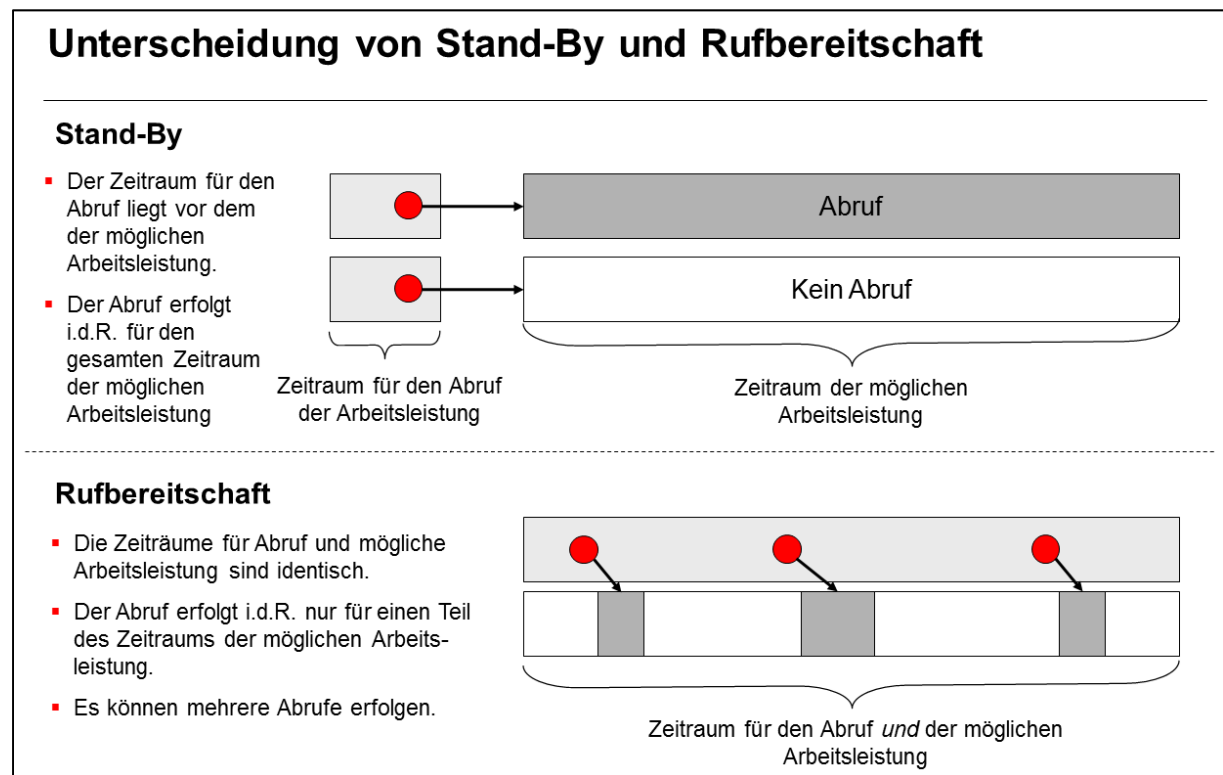 Unterscheidung von Stand-By und Rufbereitschaft
Stand-By
▪ Der Zeitraum für den
Abruf liegt vor dem
der möglichen
Arbeitsleistung.
▪ Der Abruf erfolgt
i.d.R. für den
gesamten Zeitraum
der möglichen
Arbeitsleistung
Abruf
Kein Abruf
Zeitraum für den Abruf
der Arbeitsleistung
Zeitraum der möglichen
Arbeitsleistung
Rufbereitschaft
▪ Die Zeiträume für Abruf und mögliche
Arbeitsleistung sind identisch.
▪ Der Abruf erfolgt i.d.R. nur für einen Teil
des Zeitraums der möglichen Arbeits-
leistung.
▪ Es können mehrere Abrufe erfolgen.
Zeitraum für den Abruf und der möglichen
Arbeitsleistung